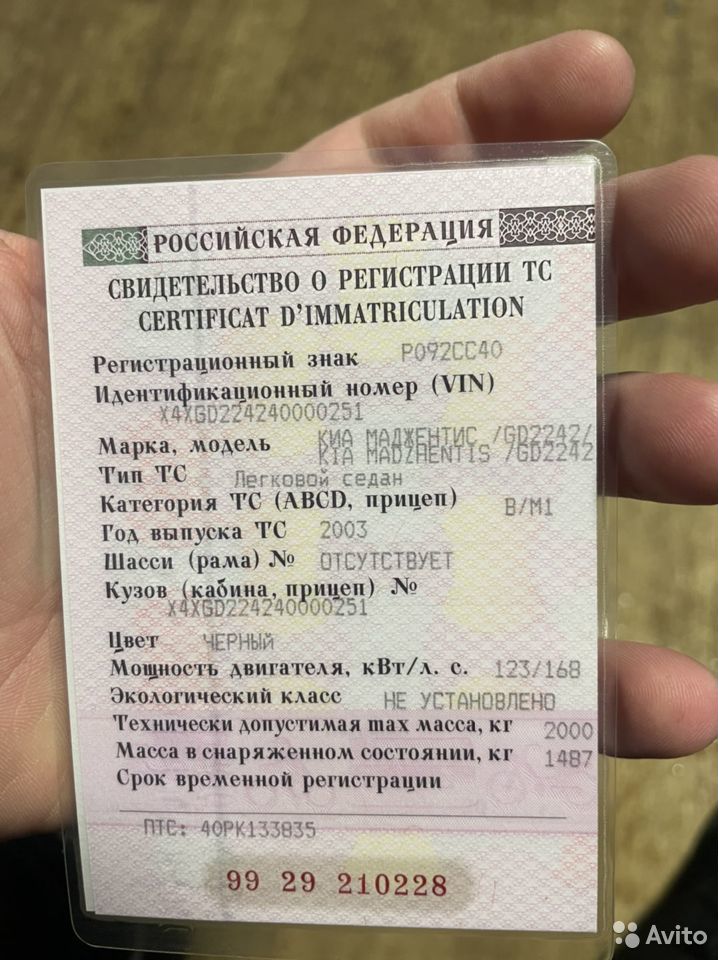 РОССИЙСКАЯ ФЕДЕРАЦИЯ
СВИДЕТЕЛЬСТВО О РЕГИСТРАЦИИ ТС
CERTIFICAT D'IMMATRICULATION
Регистрационный знак Р092СС40
Идентификационный номер (VIN)
X4XGD224240000251
Марка, модель КИА МАДЖЕНТИС /GD2242/
KIA MADZHENTIS /GD2242
Тип ТС Легковой седан
Категория ТС (ABCD, прицеп) B/M1
Год выпуска ТС 2003
Шасси (рама) № ОТСУТСТВУЕТ
Кузов (кабина, прицеп) №
X4XGD224240000251
Цвет ЧЕРНЫЙ
Мощность двигателя, кВт/л. с. 123/168
Экологический класс НЕ УСТАНОВЛЕНО
Технически допустимая max масса, кг 2000
Масса в снаряженном состоянии, кг 1487
Срок временной регистрации
ПТС: 40РК133835
99 29 210228
Avito